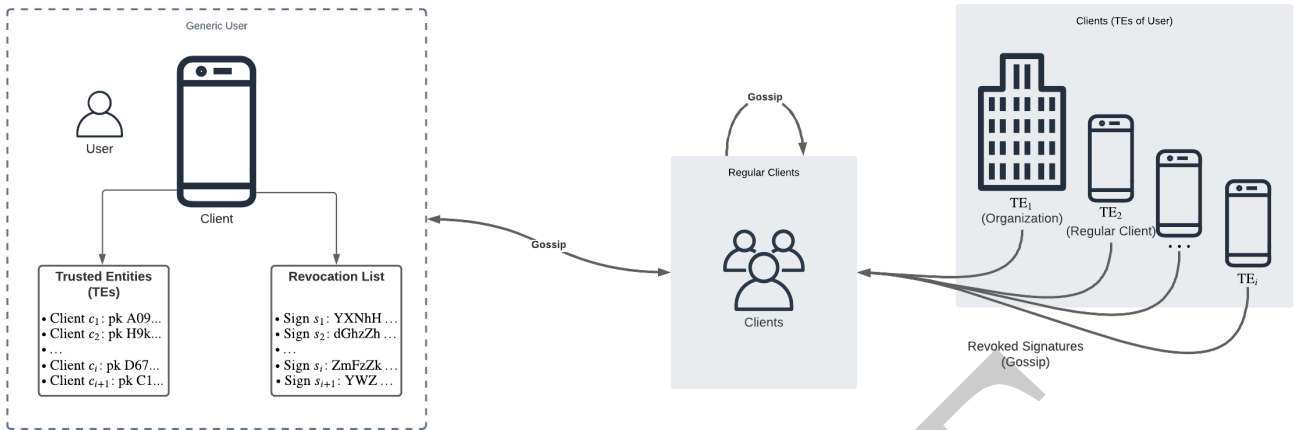 Generic User
User
Client
Trusted Entities
(TEs)
• Client c₁: pk A09...
• Client c₂: pk H9k...
• ...
• Client cᵢ: pk D67...
• Client cᵢ₊₁: pk C1...
Revocation List
• Sign s₁: YXNhH ...
• Sign s₂: dGhzZh ...
• ...
• Sign sᵢ: ZmFzZk ...
• Sign sᵢ₊₁: YWZ ...
Gossip
Gossip
Regular Clients
Clients
Clients (TEs of User)
TE₁
(Organization)
TE₂
(Regular Client)
...
TEᵢ
Revoked Signatures
(Gossip)